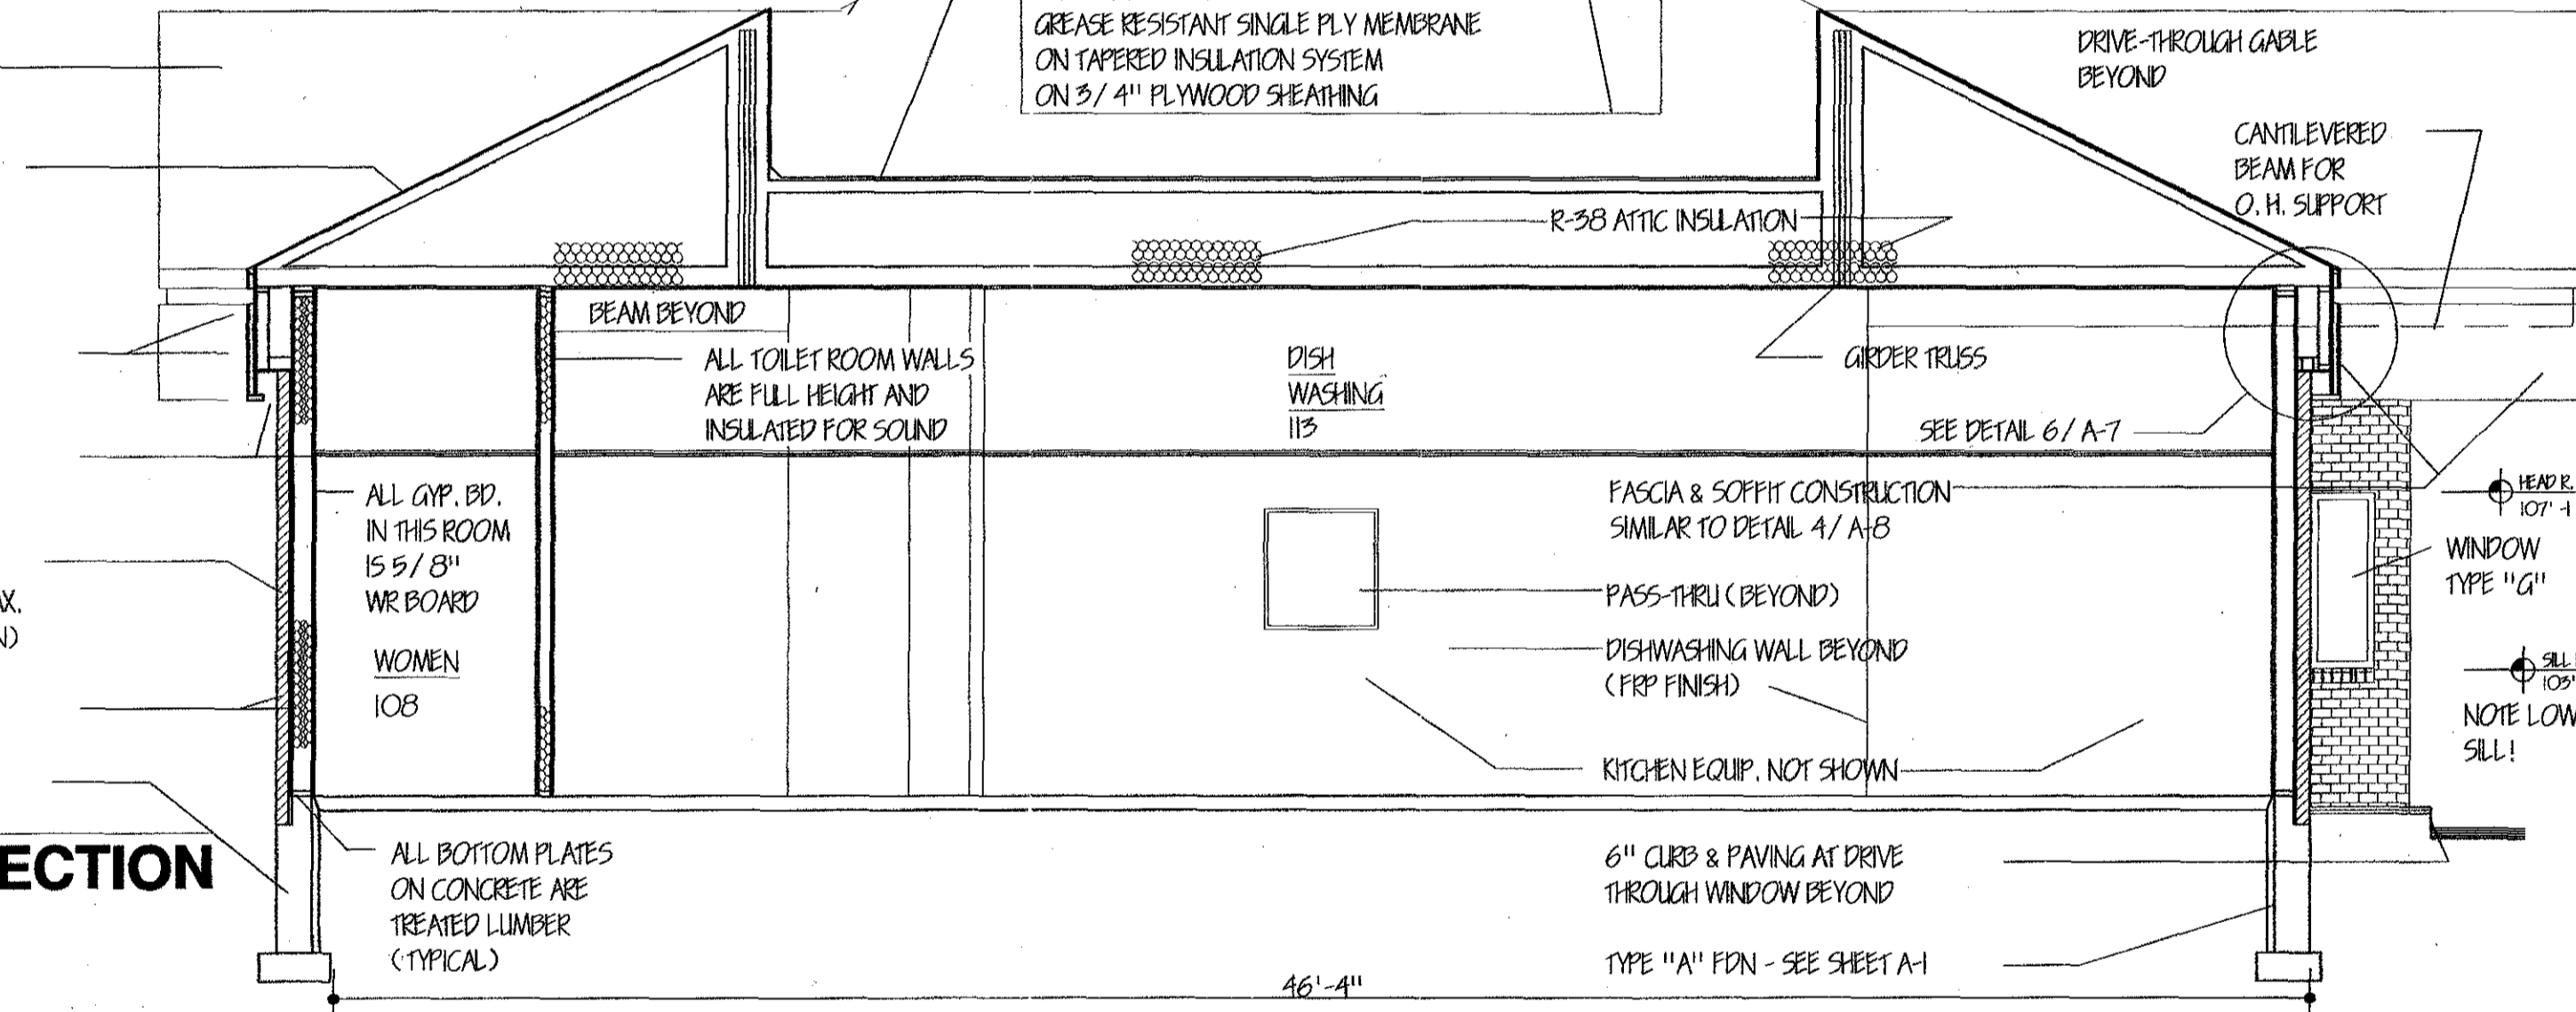 GREASE RESISTANT SINGLE PLY MEMBRANE
ON TAPERED INSULATION SYSTEM
ON 3/4" PLYWOOD SHEATHING
DRIVE-THROUGH GABLE
BEYOND
CANTILEVERED
BEAM FOR
O.H. SUPPORT
R-38 ATTIC INSULATION
BEAM BEYOND
ALL TOILET ROOM WALLS
ARE FULL HEIGHT AND
INSULATED FOR SOUND
DISH
WASHING
113
GIRDER TRUSS
SEE DETAIL 6/A-7
ALL GYP. BD.
IN THIS ROOM
IS 5/8"
WR BOARD
WOMEN
108
FASCIA & SOFFIT CONSTRUCTION
SIMILAR TO DETAIL 4/A-8
HEAD R.
107'-1
WINDOW
TYPE "G"
AX.
N)
PASS-THRU (BEYOND)
DISHWASHING WALL BEYOND
(FRP FINISH)
SILL
103'
NOTE LOW
SILL!
KITCHEN EQUIP. NOT SHOWN
ECTION
ALL BOTTOM PLATES
ON CONCRETE ARE
TREATED LUMBER
(TYPICAL)
6" CURB & PAVING AT DRIVE
THROUGH WINDOW BEYOND
TYPE "A" FDN - SEE SHEET A-1
46'-4"